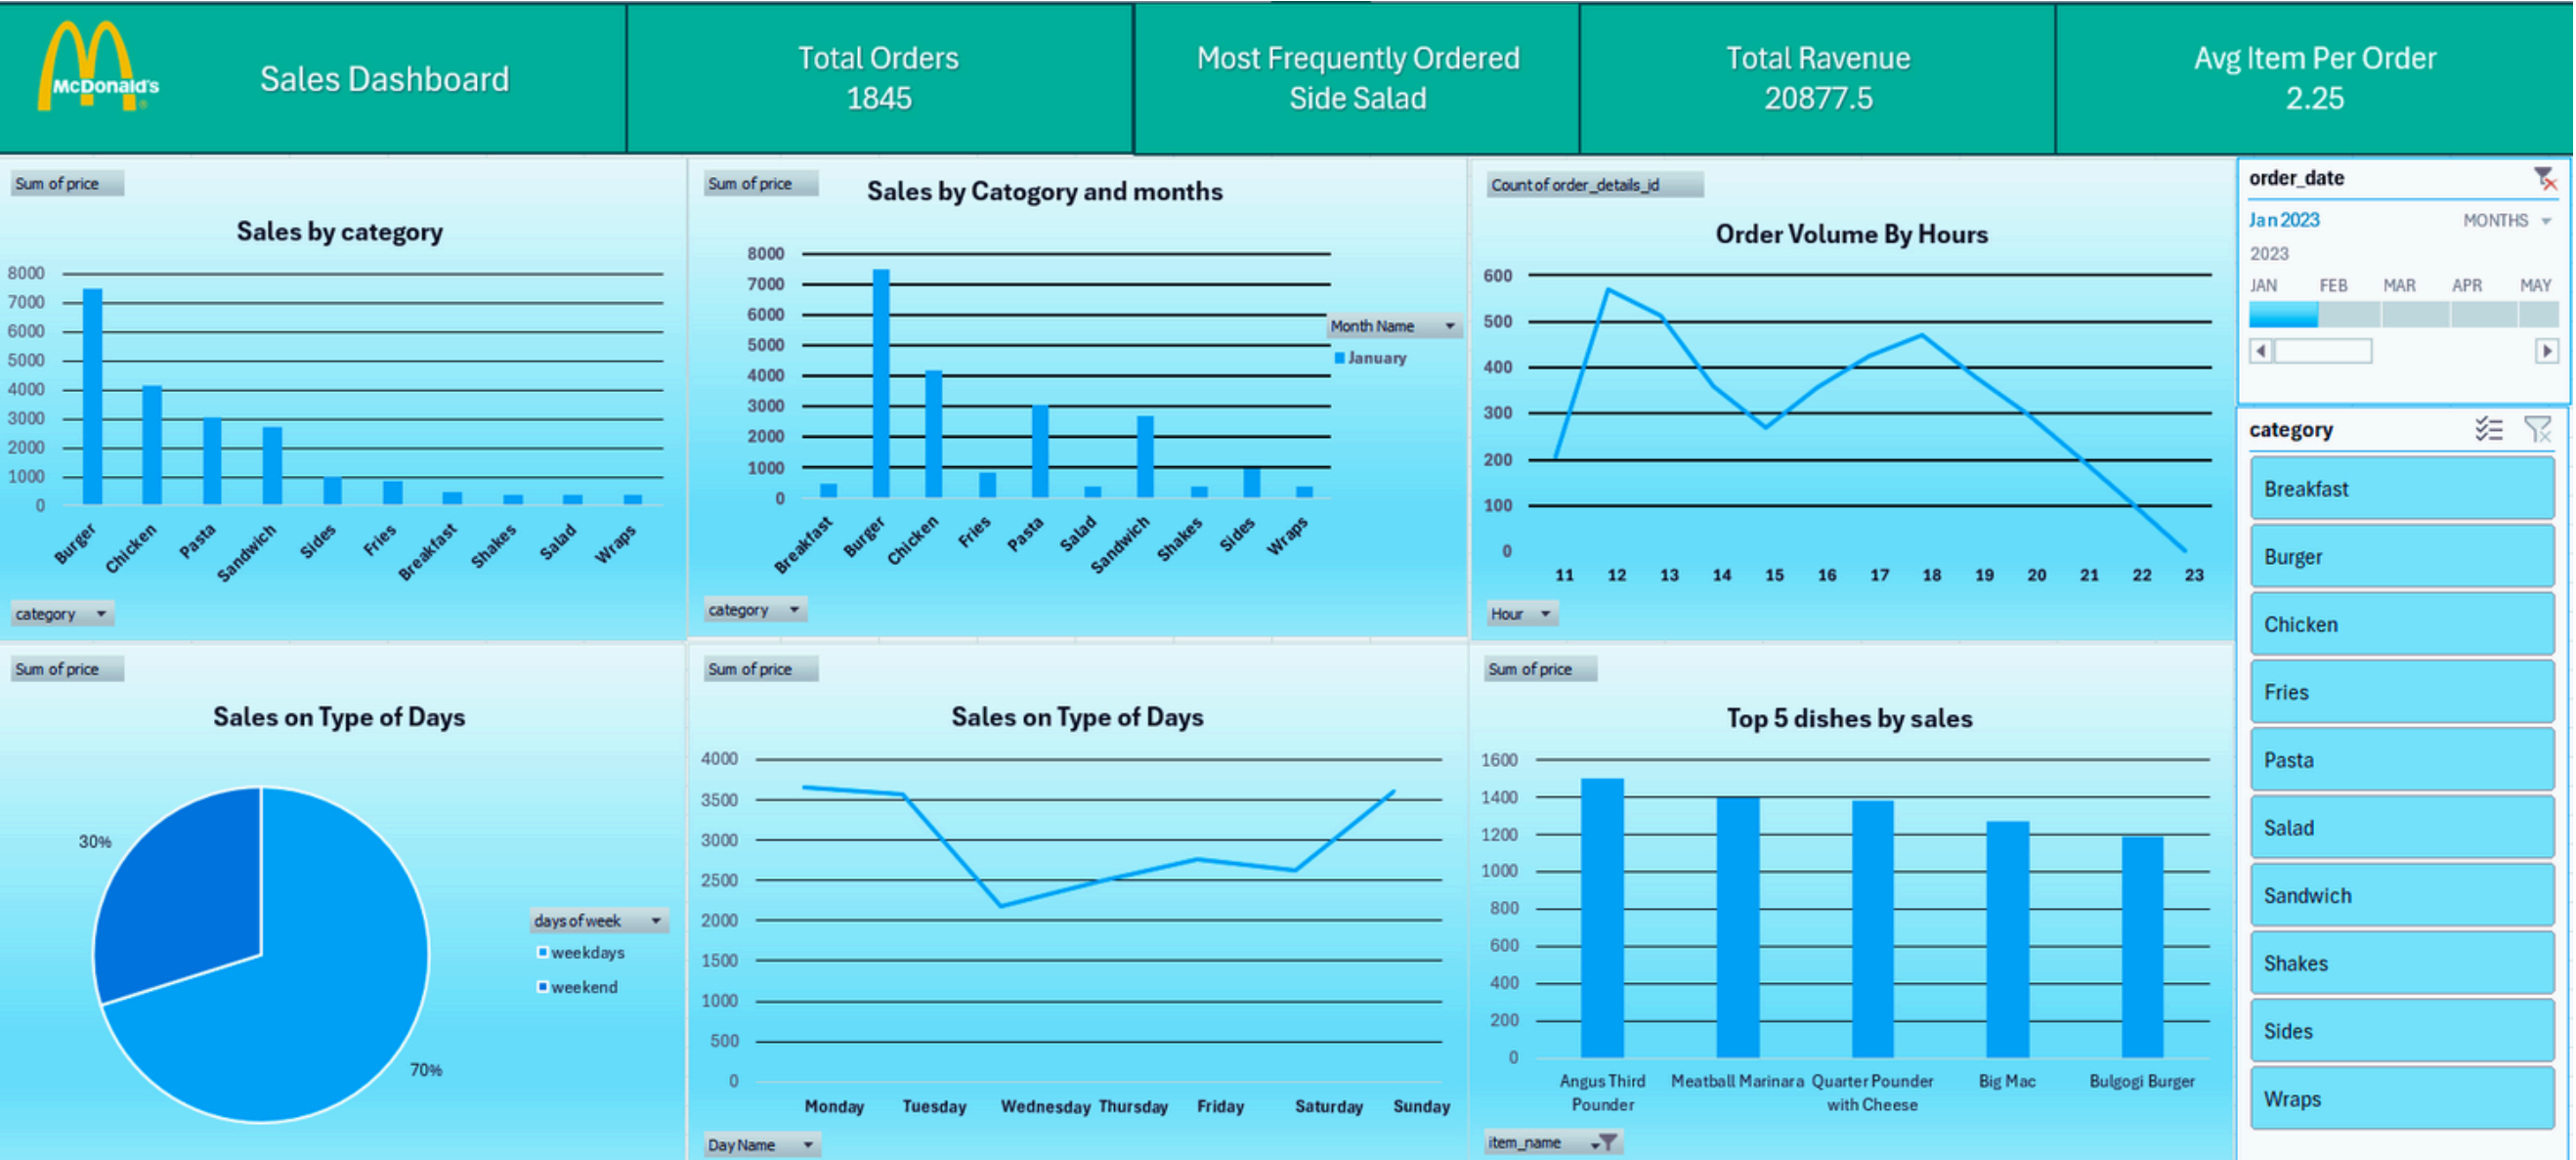 McDonald's
Sales Dashboard
Total Orders
1845
Most Frequently Ordered
Side Salad
Total Ravenue
20877.5
Avg Item Per Order
2.25
Sum of price
Sales by category
8000
7000
6000
5000
4000
3000
2000
1000
0
Burger
Chicken
Pasta
Sandwich
Sides
Fries
Breakfast
Shakes
Salad
Wraps
category
Sum of price
Sales by Catogory and months
8000
7000
6000
5000
4000
3000
2000
1000
0
Breakfast
Burger
Chicken
Fries
Pasta
Salad
Sandwich
Shakes
Sides
Wraps
Month Name
January
category
Count of order_details_id
Order Volume By Hours
600
500
400
300
200
100
0
11 12 13 14 15 16 17 18 19 20 21 22 23
Hour
order_date
Jan 2023
MONTHS
2023
JAN FEB MAR APR MAY
category
Breakfast
Burger
Chicken
Fries
Pasta
Salad
Sandwich
Shakes
Sides
Wraps
Sum of price
Sales on Type of Days
30%
70%
days of week
weekdays
weekend
Sum of price
Sales on Type of Days
4000
3500
3000
2500
2000
1500
1000
500
0
Monday Tuesday Wednesday Thursday Friday Saturday Sunday
Day Name
Sum of price
Top 5 dishes by sales
1600
1400
1200
1000
800
600
400
200
0
Angus Third
Pounder
Meatball Marinara
Quarter Pounder
with Cheese
Big Mac
Bulgogi Burger
item_name